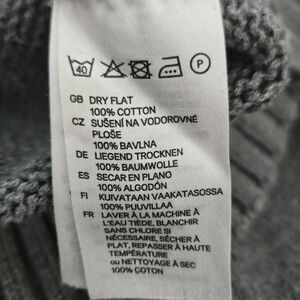 40 P
GB DRY FLAT
100% COTTON
CZ SUŠENÍ NA VODOROVNÉ
PLOŠE
100% BAVLNA
DE LIEGEND TROCKNEN
100% BAUMWOLLE
ES SECAR EN PLANO
100% ALGODÓN
FI KUIVATAAN VAAKATASOSSA
100% PUUVILLAA
FR LAVER À LA MACHINE À
L'EAU TIÈDE, BLANCHIR
SANS CHLORE SI
NÉCESSAIRE, SÉCHER À
PLAT, REPASSER À HAUTE
TEMPÉRATURE
ou NETTOYAGE À SEC
100% COTON